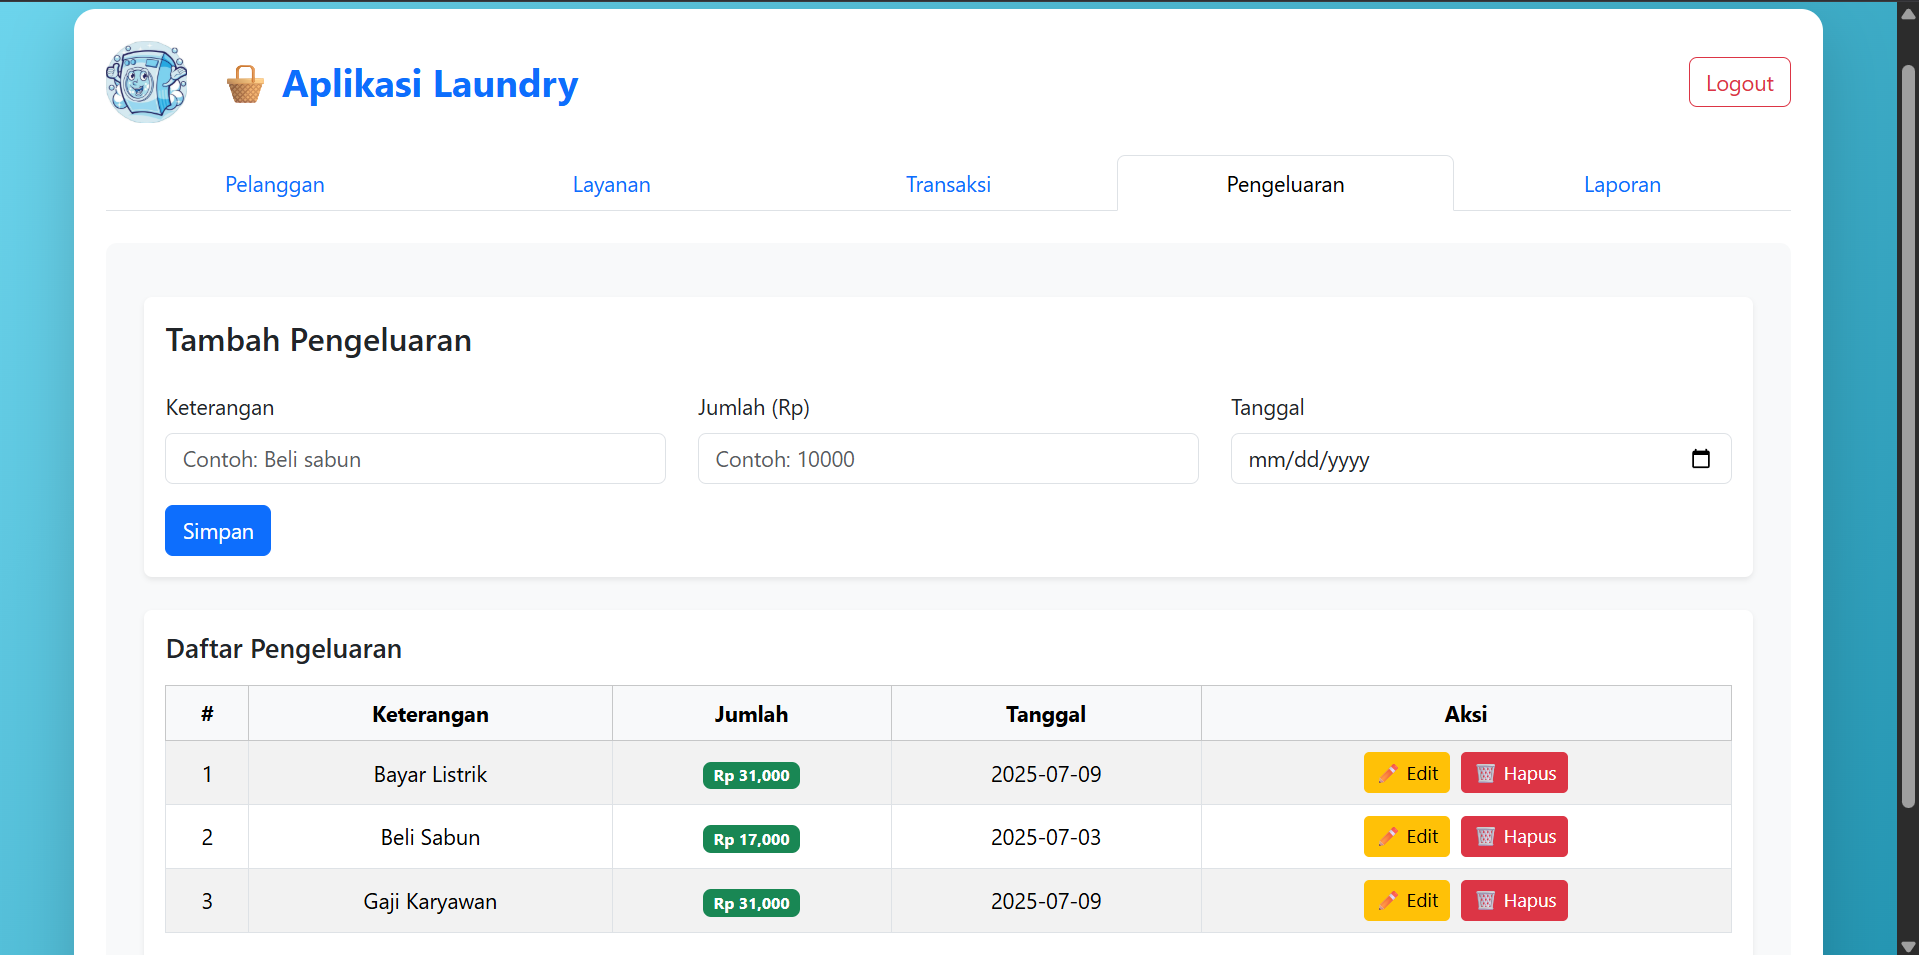 Aplikasi Laundry
Logout
Pelanggan Layanan Transaksi Pengeluaran Laporan
Tambah Pengeluaran
Keterangan Jumlah (Rp) Tanggal
Contoh: Beli sabun Contoh: 10000 mm/dd/yyyy
Simpan
Daftar Pengeluaran
# Keterangan Jumlah Tanggal Aksi
1 Bayar Listrik Rp 31,000 2025-07-09 Edit Hapus
2 Beli Sabun Rp 17,000 2025-07-03 Edit Hapus
3 Gaji Karyawan Rp 31,000 2025-07-09 Edit Hapus